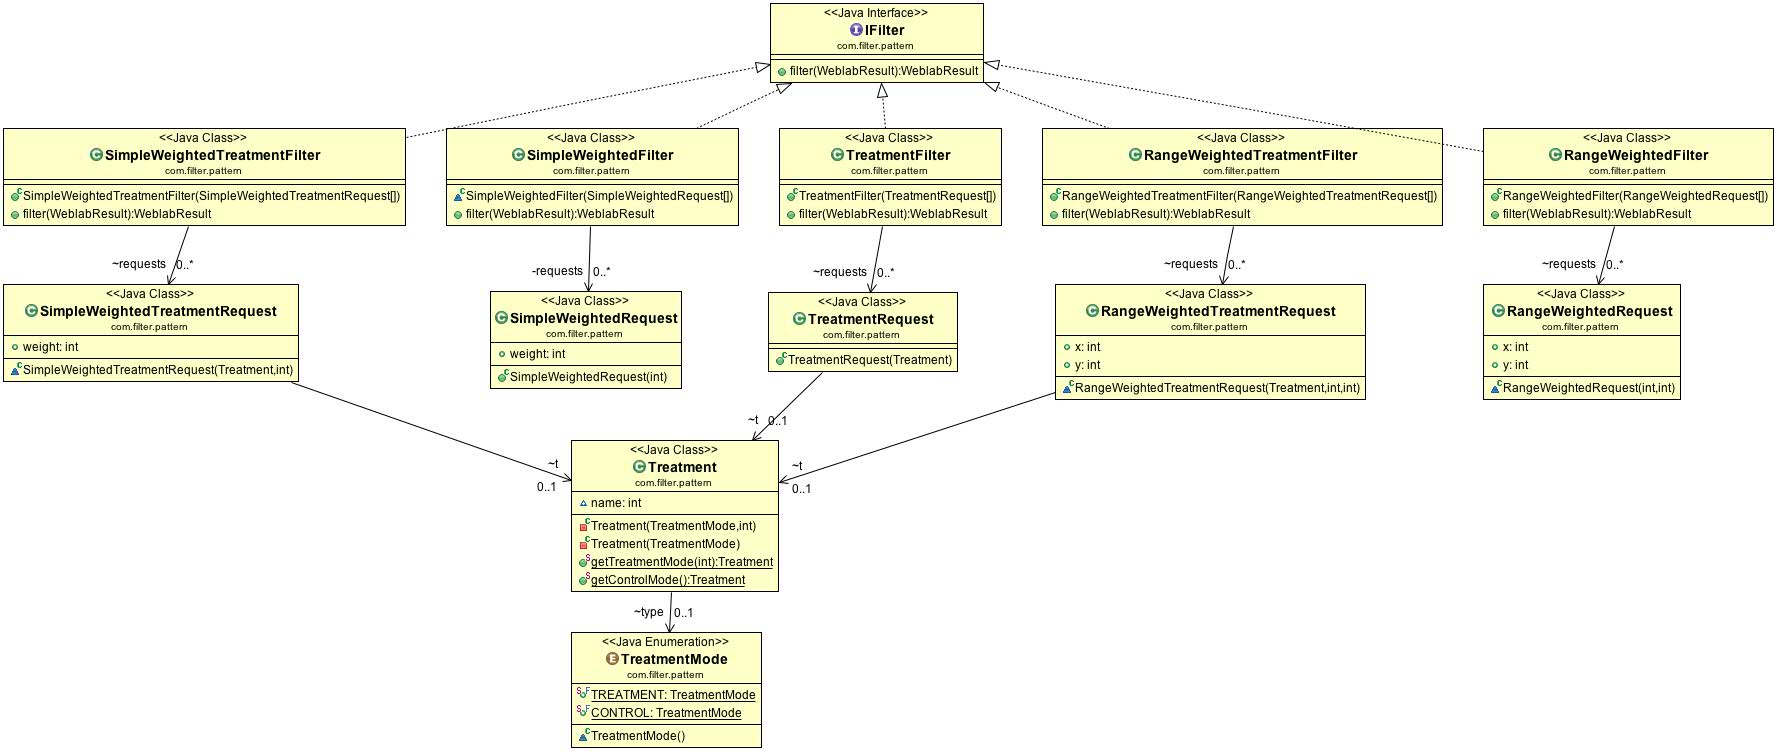 <<Java Interface>>
IFilter
com.filter.pattern
filter(WeblabResult):WeblabResult
<<Java Class>>
SimpleWeightedTreatmentFilter
com.filter.pattern
SimpleWeightedTreatmentFilter(SimpleWeightedTreatmentRequest[])
filter(WeblabResult):WeblabResult
<<Java Class>>
SimpleWeightedFilter
com.filter.pattern
SimpleWeightedFilter(SimpleWeightedRequest[])
filter(WeblabResult):WeblabResult
<<Java Class>>
TreatmentFilter
com.filter.pattern
TreatmentFilter(TreatmentRequest[])
filter(WeblabResult):WeblabResult
<<Java Class>>
RangeWeightedTreatmentFilter
com.filter.pattern
RangeWeightedTreatmentFilter(RangeWeightedTreatmentRequest[])
filter(WeblabResult):WeblabResult
<<Java Class>>
RangeWeightedFilter
com.filter.pattern
RangeWeightedFilter(RangeWeightedRequest[])
filter(WeblabResult):WeblabResult
~requests 0..*
-requests 0..*
~requests 0..*
~requests 0..*
~requests 0..*
<<Java Class>>
SimpleWeightedTreatmentRequest
com.filter.pattern
weight: int
SimpleWeightedTreatmentRequest(Treatment,int)
<<Java Class>>
SimpleWeightedRequest
com.filter.pattern
weight: int
SimpleWeightedRequest(int)
<<Java Class>>
TreatmentRequest
com.filter.pattern
TreatmentRequest(Treatment)
<<Java Class>>
RangeWeightedTreatmentRequest
com.filter.pattern
x: int
y: int
RangeWeightedTreatmentRequest(Treatment,int,int)
<<Java Class>>
RangeWeightedRequest
com.filter.pattern
x: int
y: int
RangeWeightedRequest(int,int)
~t
0..1
~t 0..1
~t
0..1
<<Java Class>>
Treatment
com.filter.pattern
name: int
Treatment(TreatmentMode,int)
Treatment(TreatmentMode)
getTreatmentMode(int):Treatment
getControlMode():Treatment
~type 0..1
<<Java Enumeration>>
TreatmentMode
com.filter.pattern
TREATMENT: TreatmentMode
CONTROL: TreatmentMode
TreatmentMode()